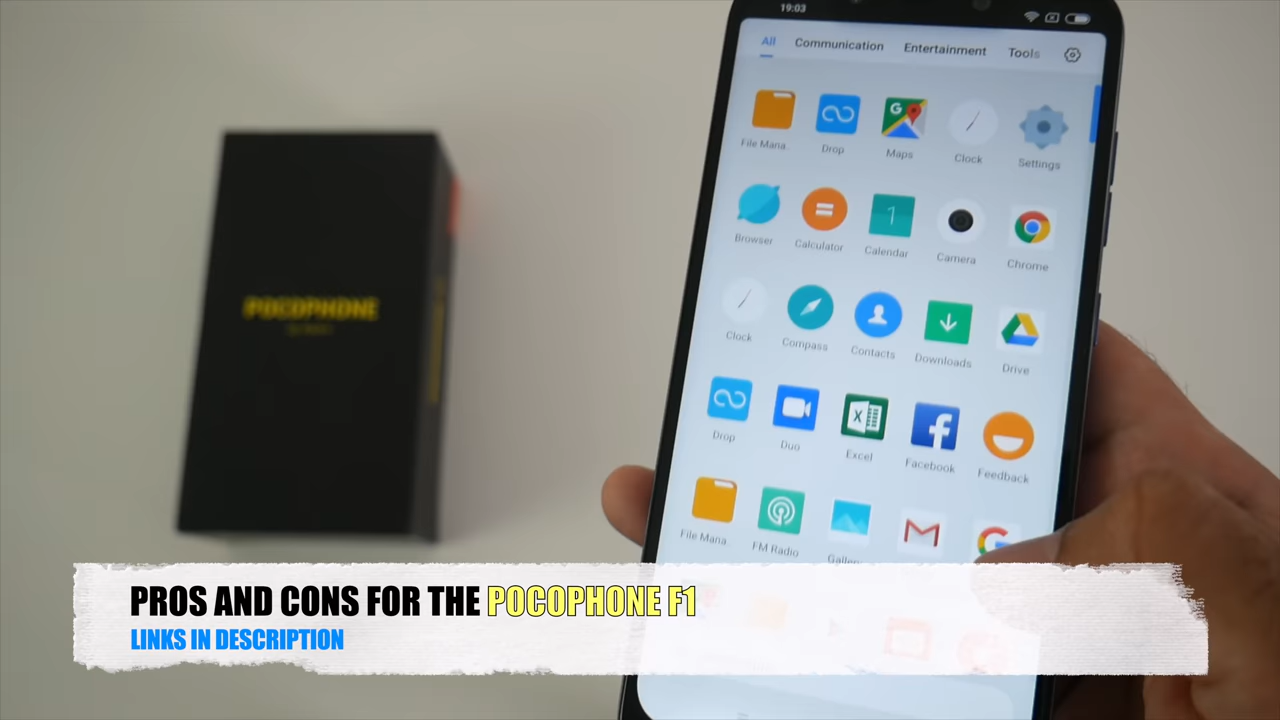 19:03
All Communication Entertainment Tools
File Mana.. Drop Maps Clock Settings
Browser Calculator Calendar Camera Chrome
Clock Compass Contacts Downloads Drive
Drop Duo Excel Facebook Feedback
File Mana.. FM Radio
POCOPHONE
PROS AND CONS FOR THE POCOPHONE F1
LINKS IN DESCRIPTION